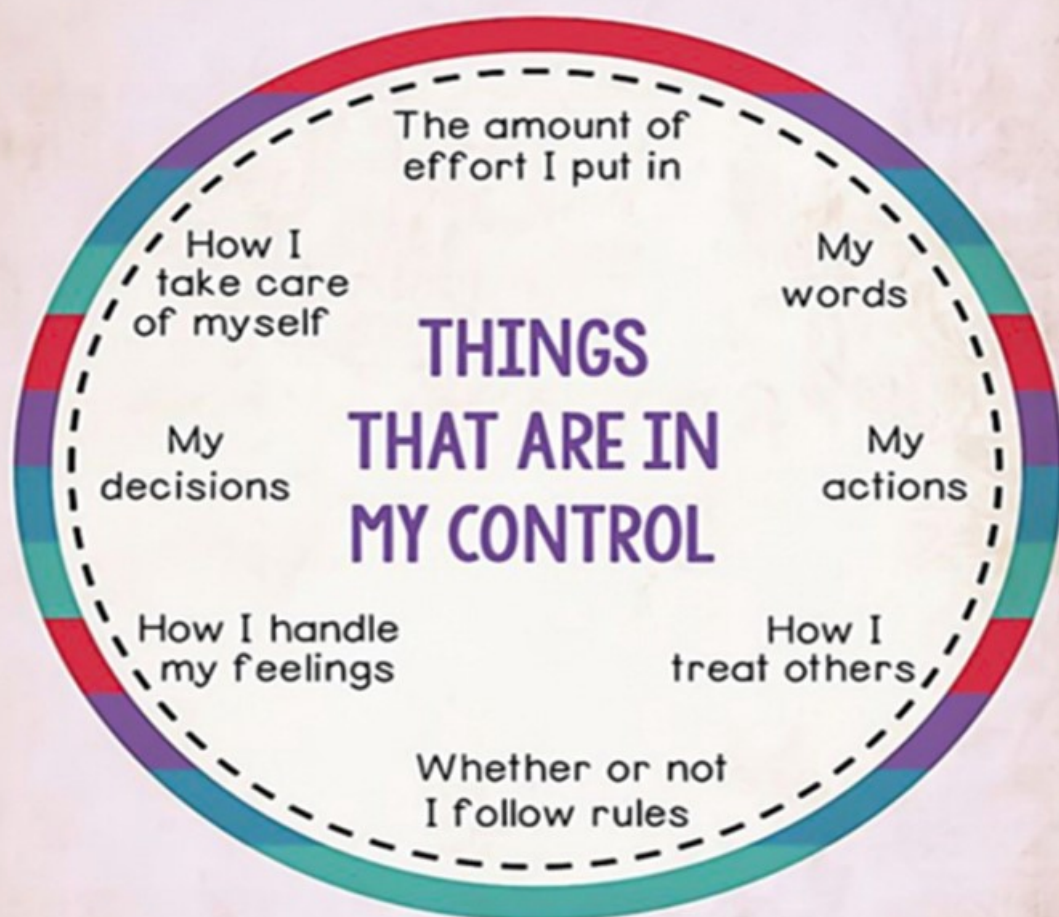 The amount of
effort I put in
My
words
My
actions
How I
treat others
Whether or not
I follow rules
How I handle
my feelings
My
decisions
How I
take care
of myself
THINGS
THAT ARE IN
MY CONTROL